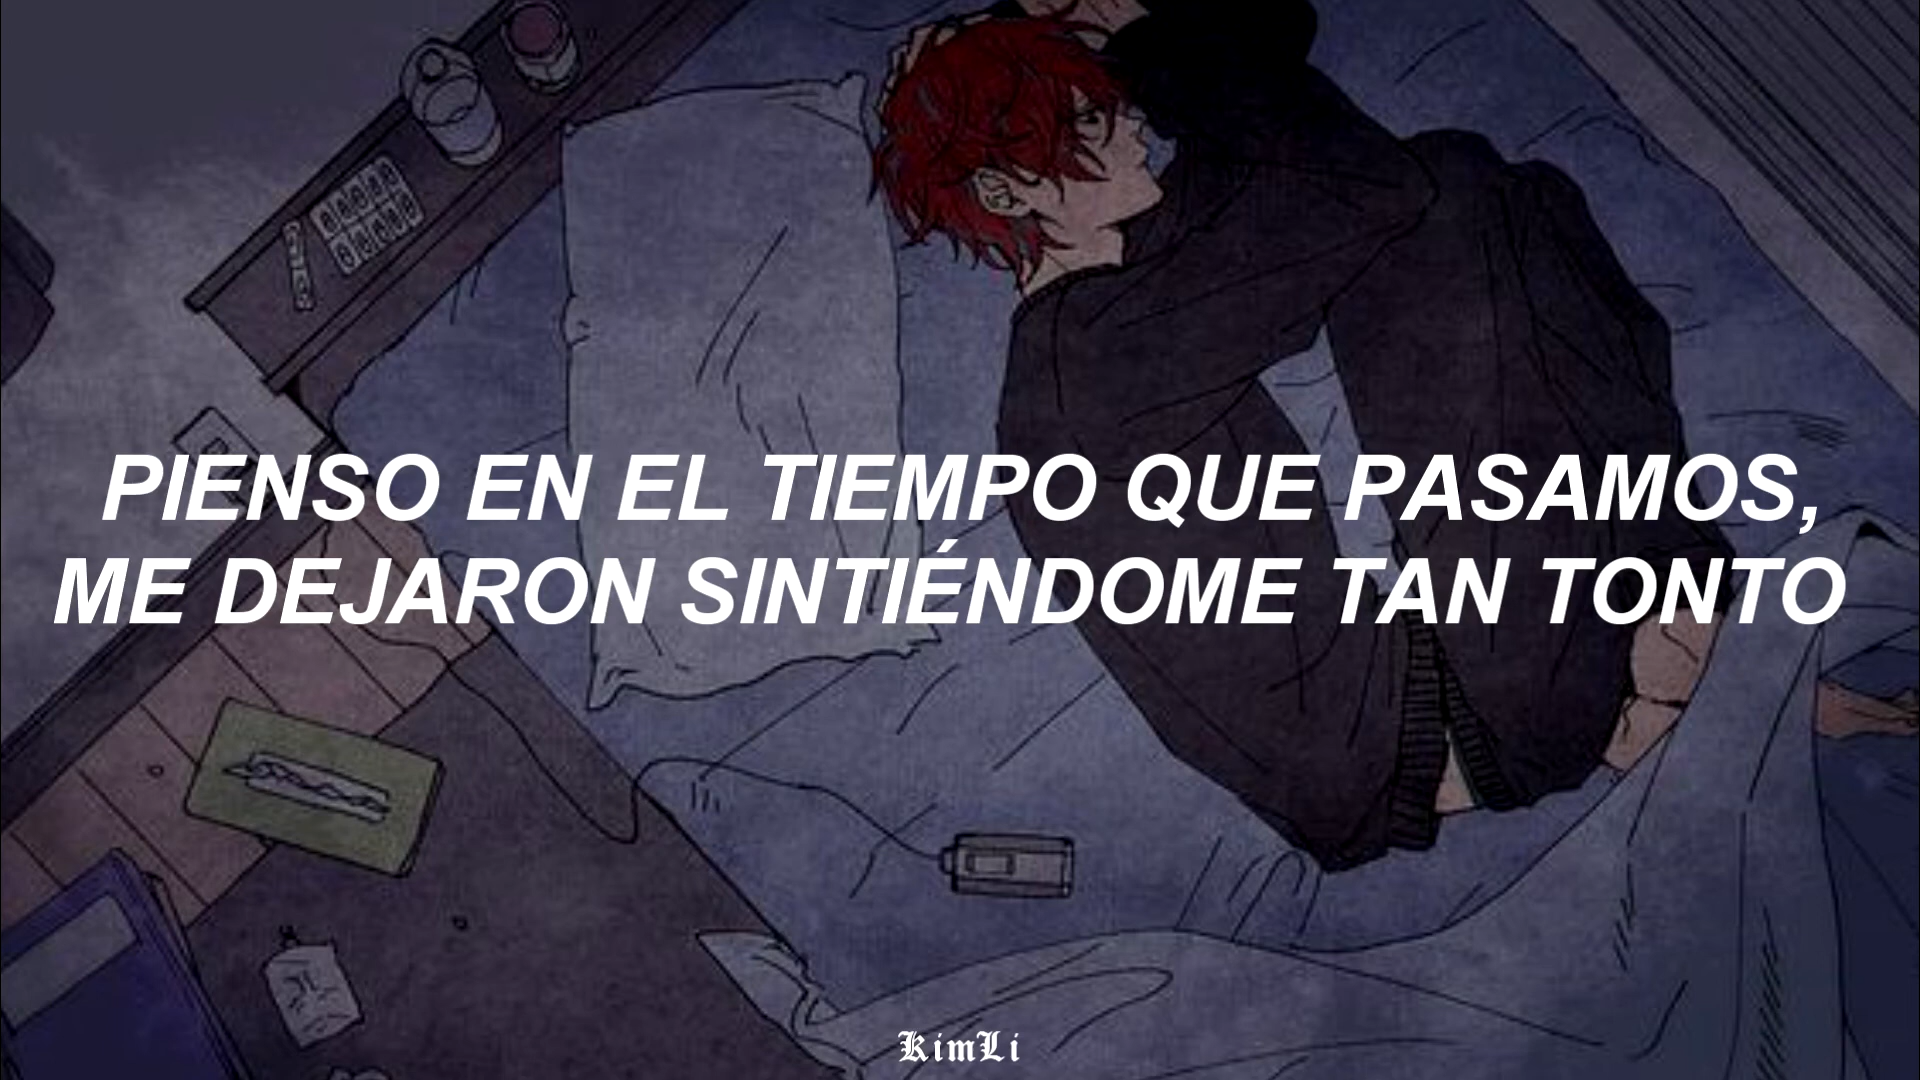 PIENSO EN EL TIEMPO QUE PASAMOS,
ME DEJARON SINTIÉNDOME TAN TONTO
KimLi